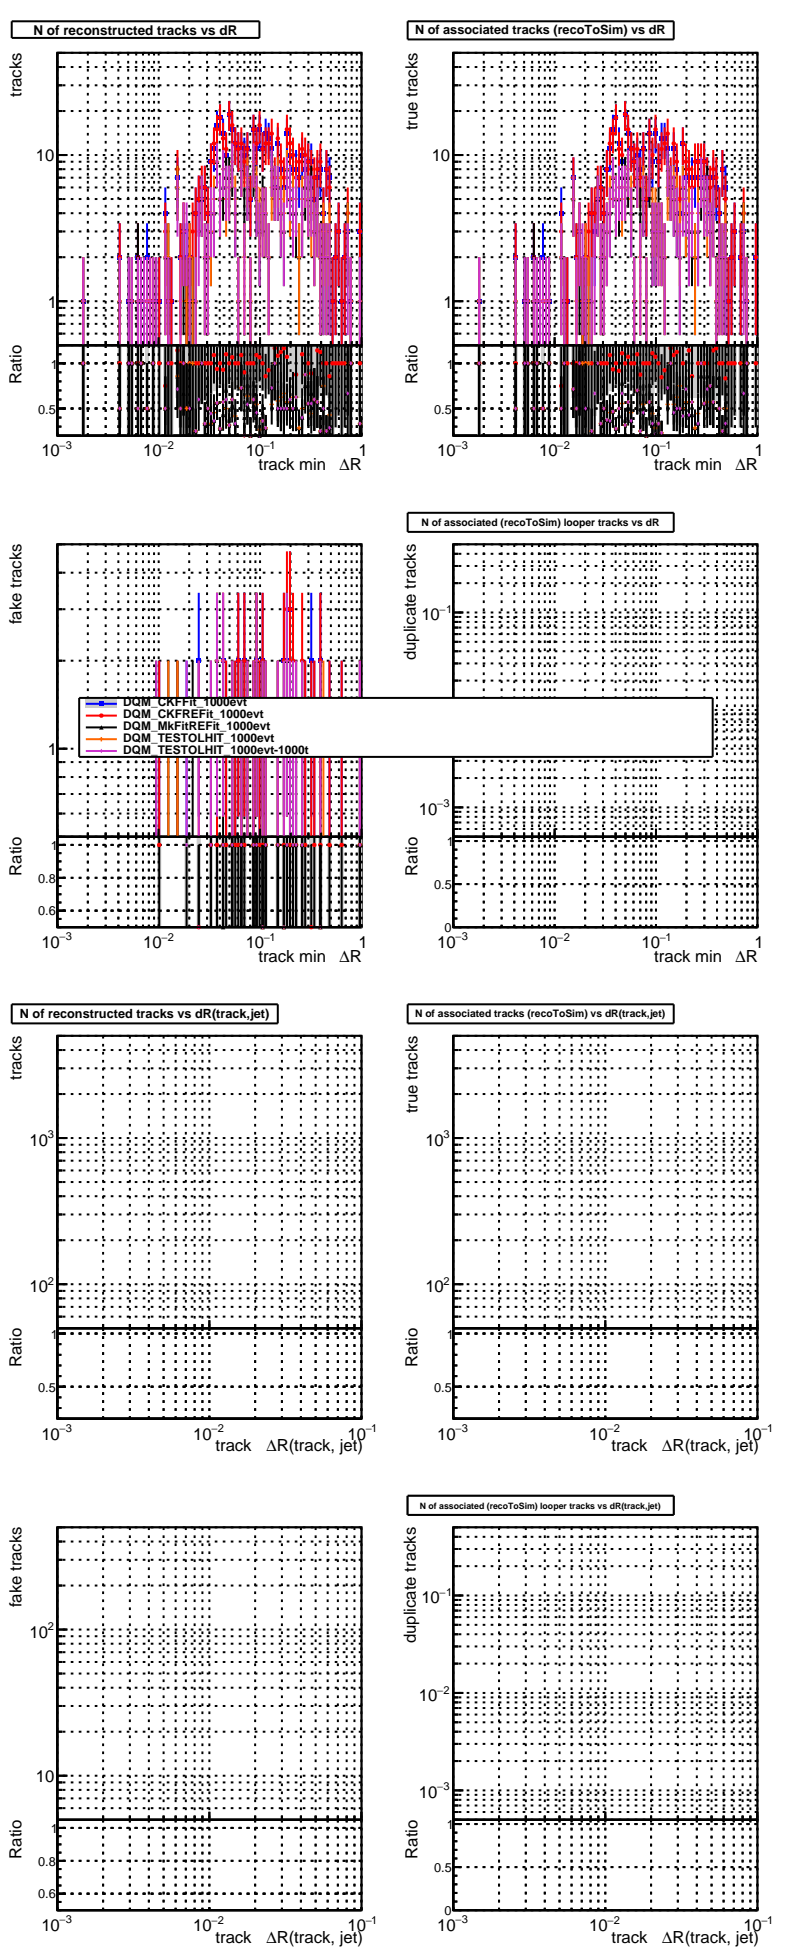 N of reconstructed tracks vs dR
tracks
10
1
Ratio
1
0.5
10−3 10−2 10−1 1
track min ΔR
N of associated tracks (recoToSim) vs dR
true tracks
10
1
Ratio
1
0.5
10−3 10−2 10−1 1
track min ΔR
fake tracks
1
Ratio
1
0.8
0.6
10−3 10−2 10−1 1
track min ΔR
N of associated (recoToSim) looper tracks vs dR
duplicate tracks
10−1
10−3
Ratio
1
0.5
0
10−3 10−2 10−1 1
track min ΔR
DQM_CKFFit_1000evt
DQM_CKFREFit_1000evt
DQM_MkFitREFit_1000evt
DQM_TESTOLHIT_1000evt
DQM_TESTOLHIT_1000evt-1000t
N of reconstructed tracks vs dR(track,jet)
tracks
103
102
Ratio
1
0.5
10−3 10−2 10−1
track ΔR(track, jet)
N of associated tracks (recoToSim) vs dR(track,jet)
true tracks
103
102
Ratio
1
0.5
10−3 10−2 10−1
track ΔR(track, jet)
fake tracks
102
10
Ratio
1
0.8
0.6
10−3 10−2 10−1
track ΔR(track, jet)
N of associated (recoToSim) looper tracks vs dR(track,jet)
duplicate tracks
10−1
10−2
10−3
Ratio
1
0.5
0
10−3 10−2 10−1
track ΔR(track, jet)